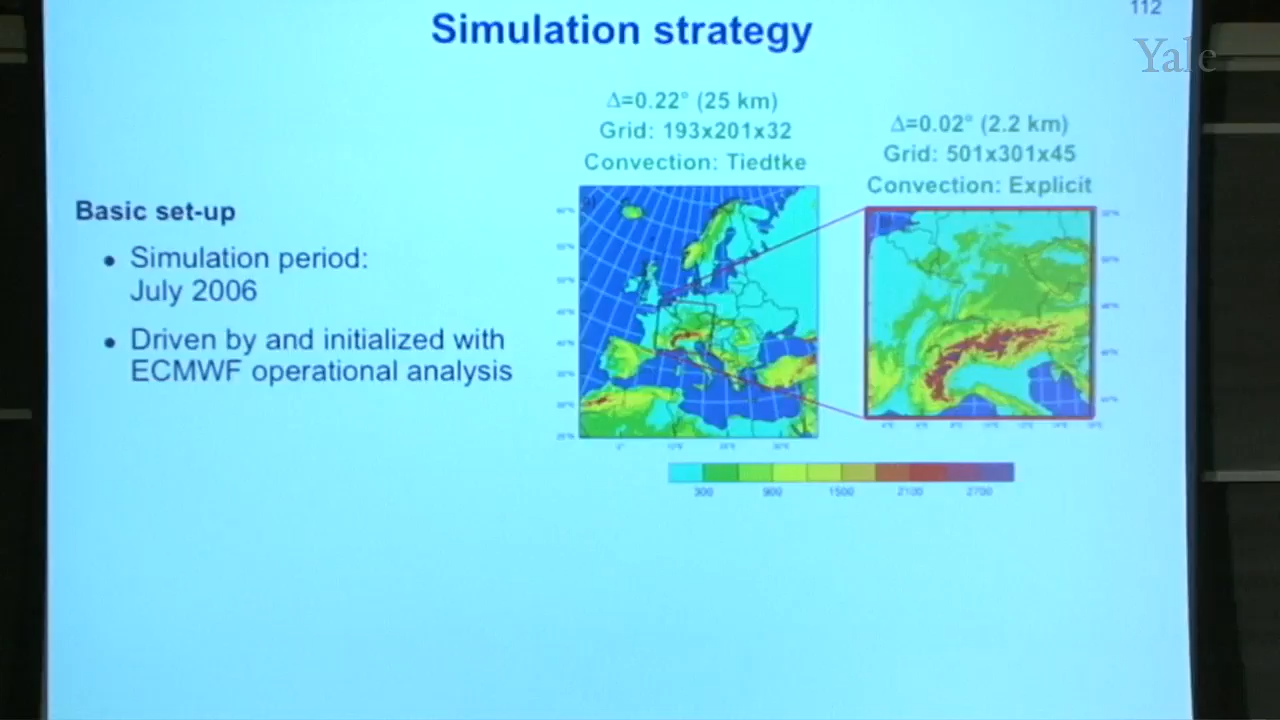 112
Yale
Simulation strategy
Δ=0.22° (25 km)
Grid: 193x201x32
Convection: Tiedtke
Δ=0.02° (2.2 km)
Grid: 501x301x45
Convection: Explicit
Basic set-up
• Simulation period:
July 2006
• Driven by and initialized with
ECMWF operational analysis
300 900 1500 2100 2700